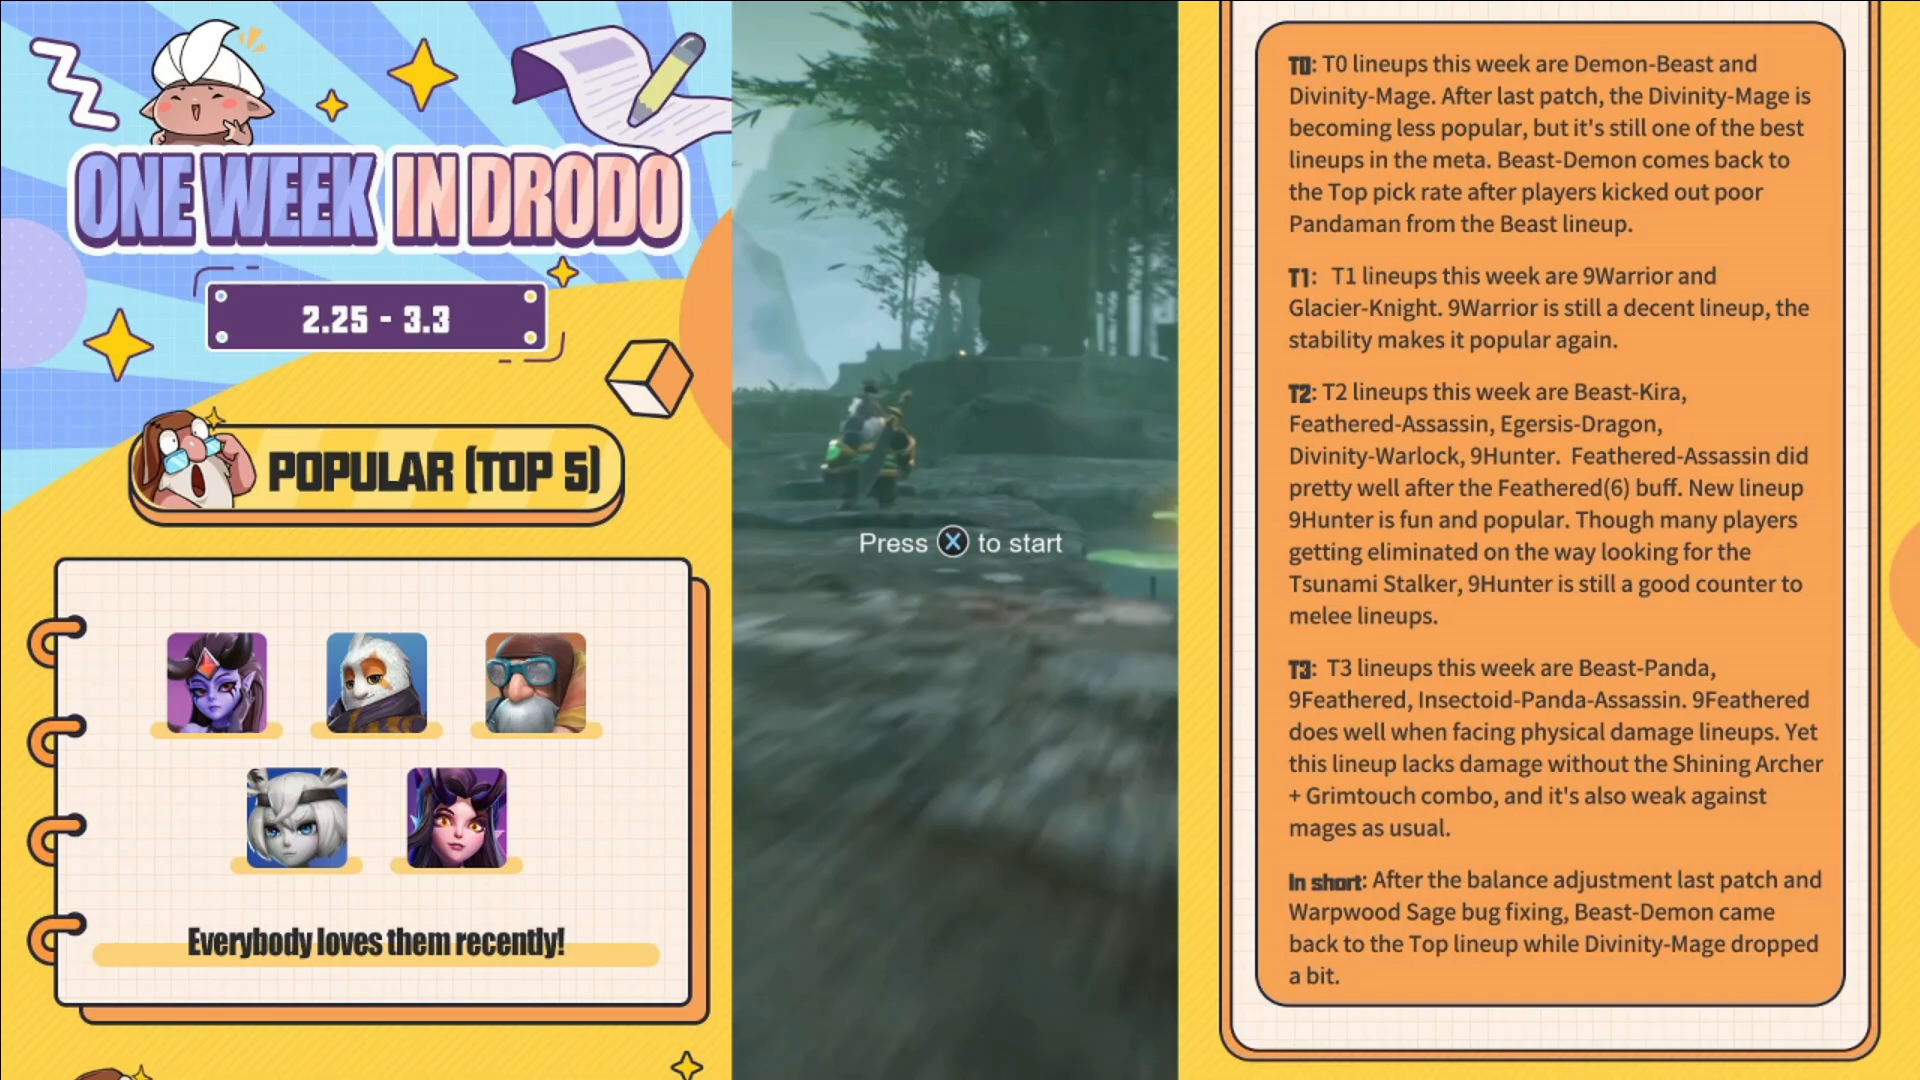 ONE WEEK IN DRODO
2.25 - 3.3
POPULAR (TOP 5)
Everybody loves them recently!
Press X to start
T0: T0 lineups this week are Demon-Beast and
Divinity-Mage. After last patch, the Divinity-Mage is
becoming less popular, but it's still one of the best
lineups in the meta. Beast-Demon comes back to
the Top pick rate after players kicked out poor
Pandaman from the Beast lineup.
T1: T1 lineups this week are 9Warrior and
Glacier-Knight. 9Warrior is still a decent lineup, the
stability makes it popular again.
T2: T2 lineups this week are Beast-Kira,
Feathered-Assassin, Egersis-Dragon,
Divinity-Warlock, 9Hunter. Feathered-Assassin did
pretty well after the Feathered(6) buff. New lineup
9Hunter is fun and popular. Though many players
getting eliminated on the way looking for the
Tsunami Stalker, 9Hunter is still a good counter to
melee lineups.
T3: T3 lineups this week are Beast-Panda,
9Feathered, Insectoid-Panda-Assassin. 9Feathered
does well when facing physical damage lineups. Yet
this lineup lacks damage without the Shining Archer
+ Grimtouch combo, and it's also weak against
mages as usual.
In short: After the balance adjustment last patch and
Warpwood Sage bug fixing, Beast-Demon came
back to the Top lineup while Divinity-Mage dropped
a bit.